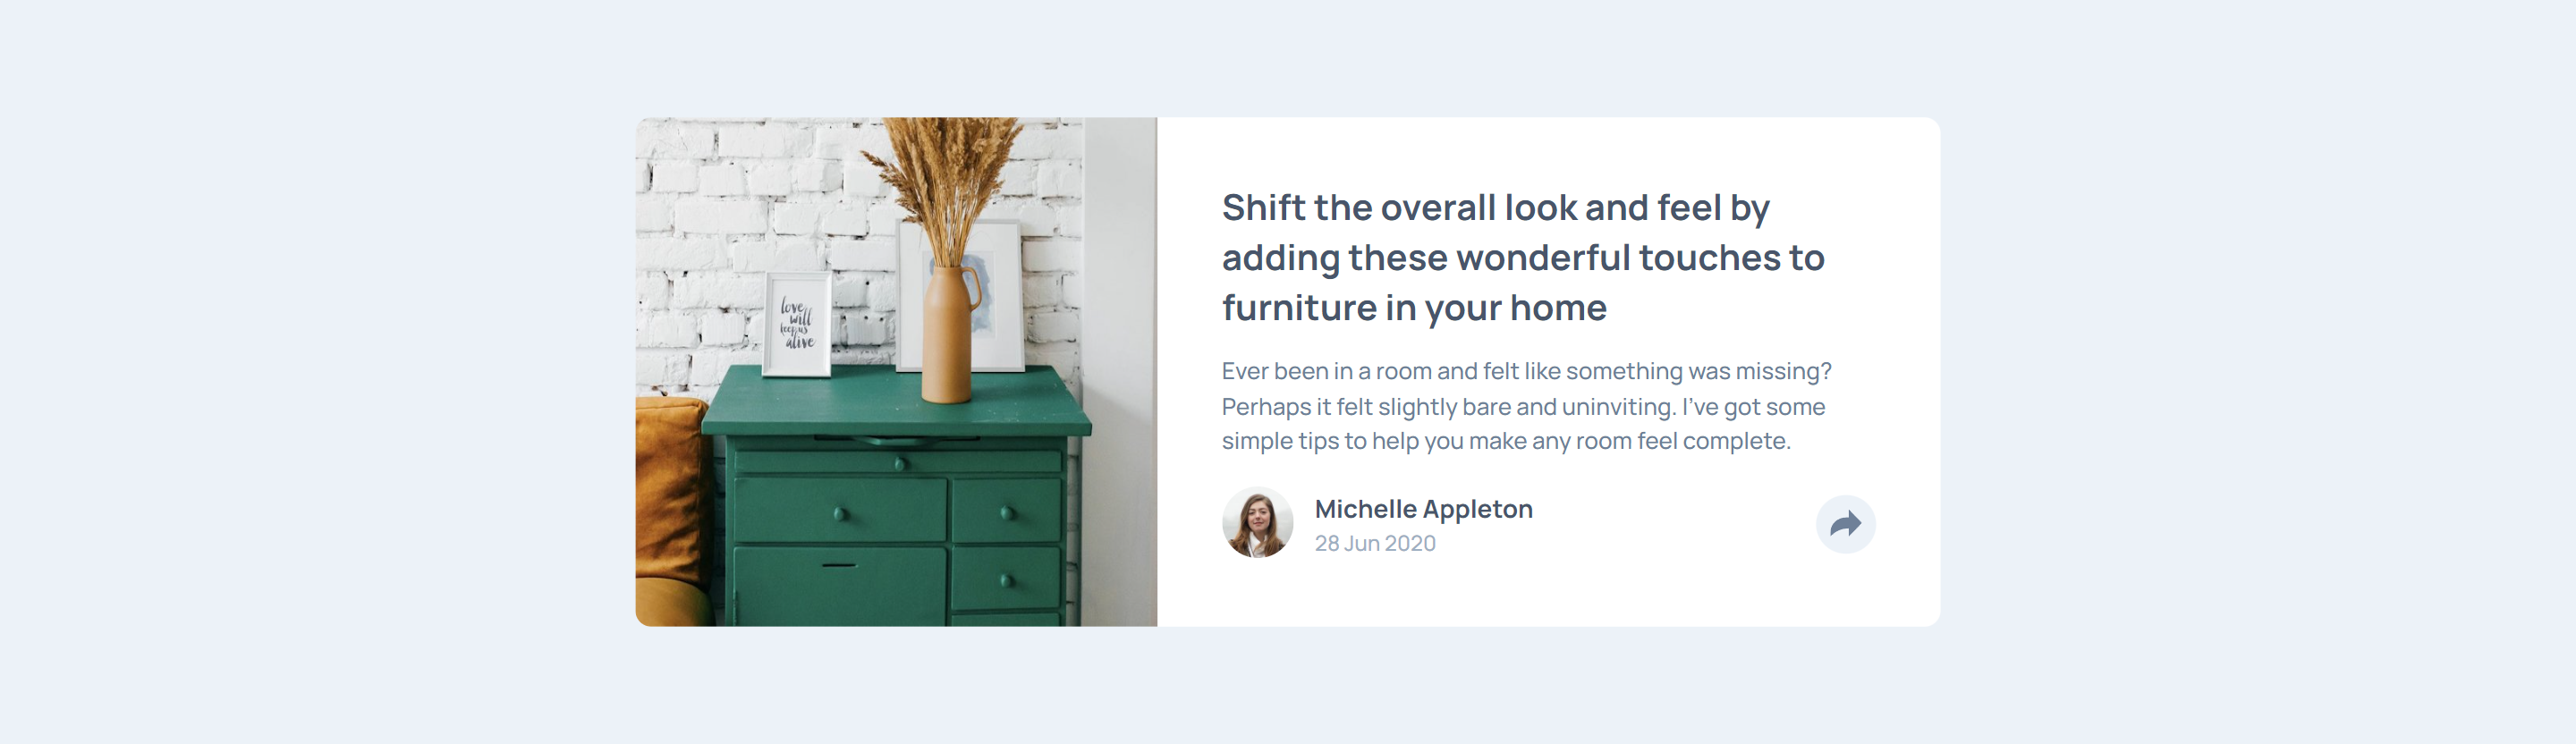 love
will
keep us
alive
Shift the overall look and feel by
adding these wonderful touches to
furniture in your home
Ever been in a room and felt like something was missing?
Perhaps it felt slightly bare and uninviting. I’ve got some
simple tips to help you make any room feel complete.
Michelle Appleton
28 Jun 2020